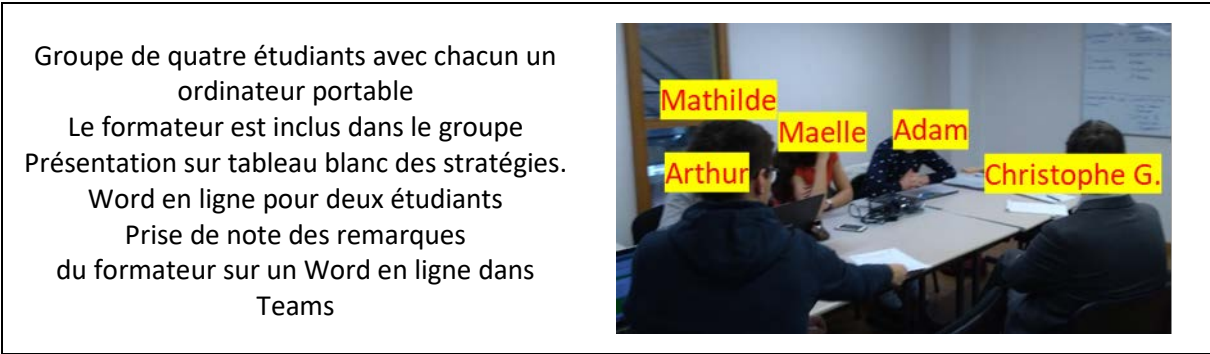 Groupe de quatre étudiants avec chacun un
ordinateur portable
Le formateur est inclus dans le groupe
Présentation sur tableau blanc des stratégies.
Word en ligne pour deux étudiants
Prise de note des remarques
du formateur sur un Word en ligne dans
Teams
Mathilde
Maelle
Adam
Arthur
Christophe G.